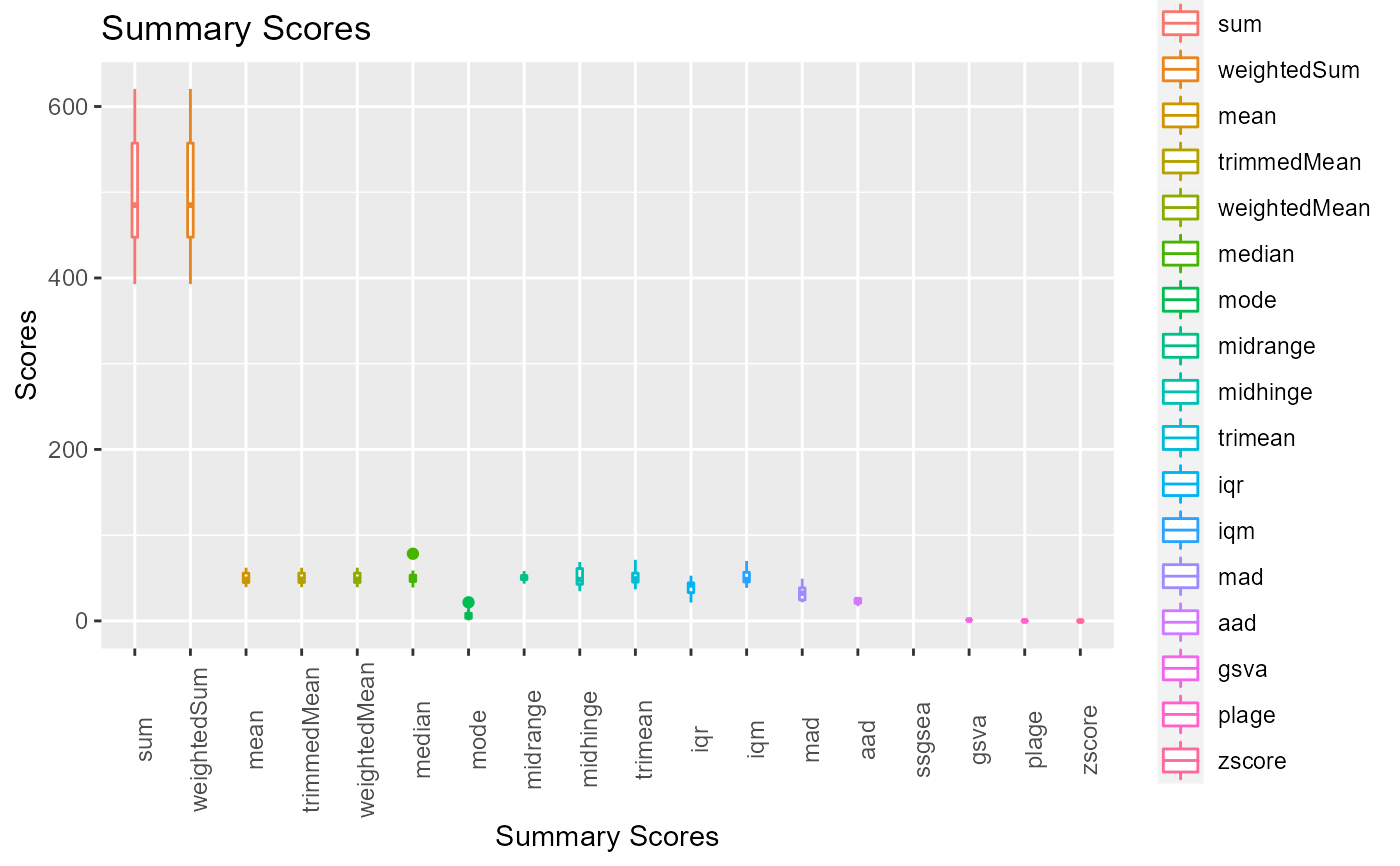 Summary Scores
600
400
200
0
Scores
sum
weightedSum
mean
trimmedMean
weightedMean
median
mode
midrange
midhinge
trimean
iqr
iqm
mad
aad
ssgsea
gsva
plage
zscore
Summary Scores
sum
weightedSum
mean
trimmedMean
weightedMean
median
mode
midrange
midhinge
trimean
iqr
iqm
mad
aad
gsva
plage
zscore